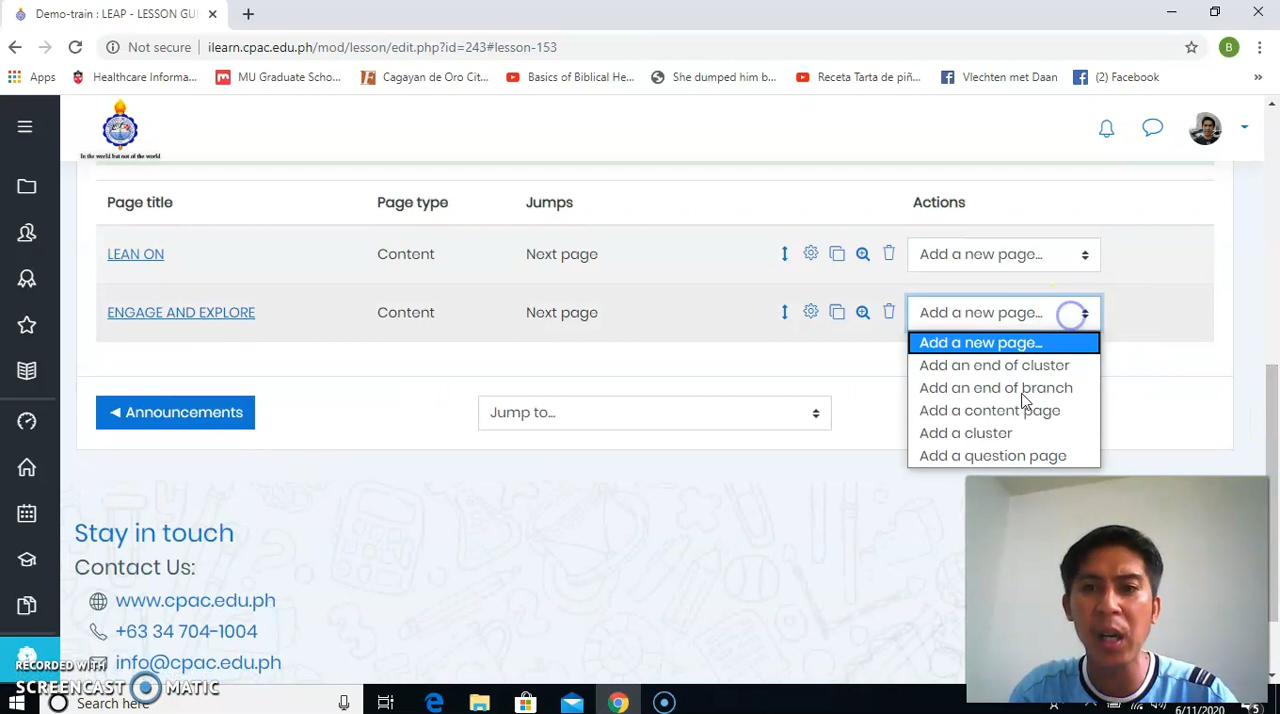 Demo-train : LEAP - LESSON GUI
Not secure
ilearn.cpac.edu.ph/mod/lesson/edit.php?id=243#lesson-153
B
Apps
Healthcare Informa...
MU Graduate Scho...
Cagayan de Oro Cit...
Basics of Biblical He...
She dumped him b...
Receta Tarta de piñ...
Vlechten met Daan
(2) Facebook
In the world but not of the world
Page title
Page type
Jumps
Actions
LEAN ON
Content
Next page
Add a new page...
ENGAGE AND EXPLORE
Content
Next page
Add a new page...
Add a new page...
Add an end of cluster
Add an end of branch
Add a content page
Add a cluster
Add a question page
◄ Announcements
Jump to...
Stay in touch
Contact Us:
www.cpac.edu.ph
+63 34 704-1004
info@cpac.edu.ph
RECORDED WITH
SCREENCAST MATIC
Search here
6/11/2020
5